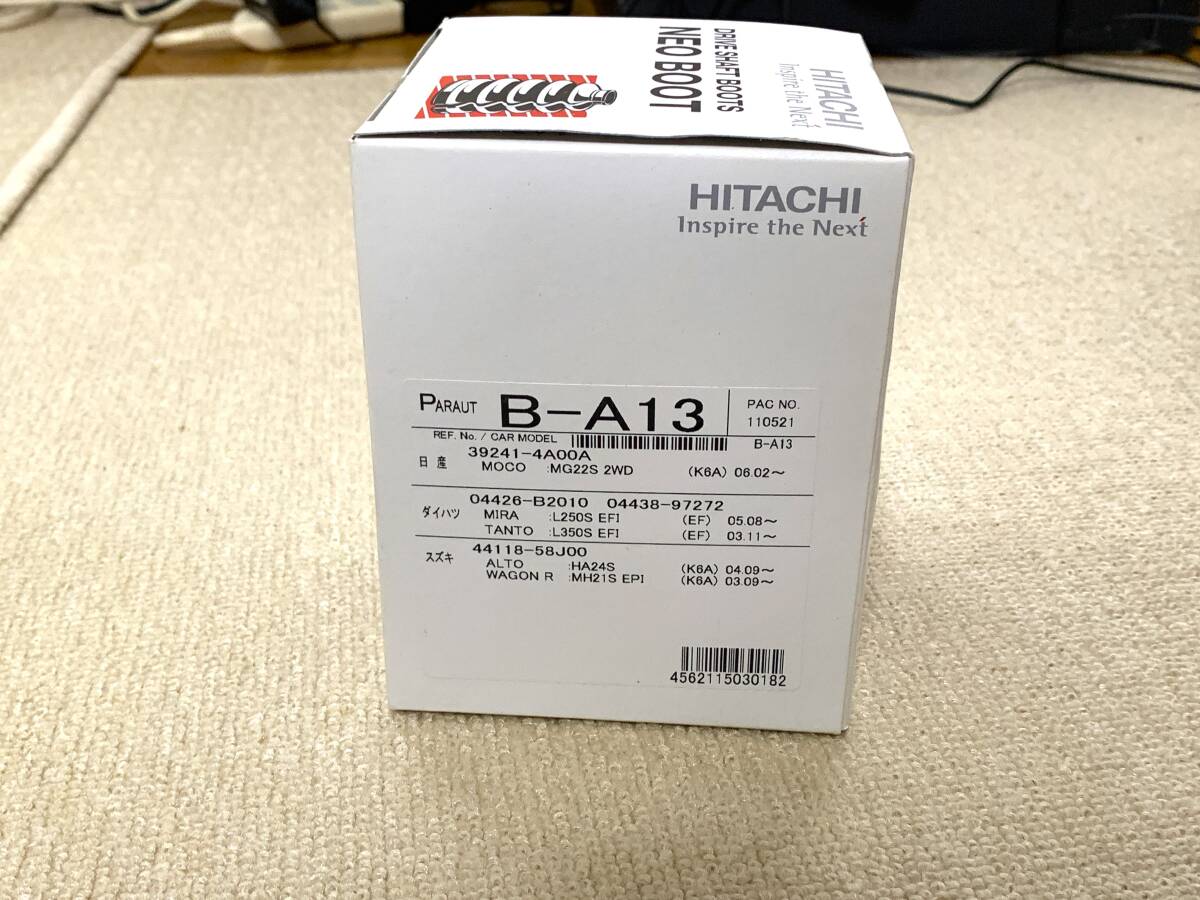 HITACHI
Inspire the Next
DRIVE SHAFT BOOTS
NEO BOOT
HITACHI
Inspire the Next
PARAUT B-A13 PAC NO. 110521
REF. No. / CAR MODEL B-A13
日産 39241-4A00A
MOCO :MG22S 2WD (K6A) 06.02~
ダイハツ 04426-B2010 04438-97272
MIRA :L250S EFI (EF) 05.08~
TANTO :L350S EFI (EF) 03.11~
スズキ 44118-58J00
ALTO :HA24S (K6A) 04.09~
WAGON R :MH21S EPI (K6A) 03.09~
4562115030182